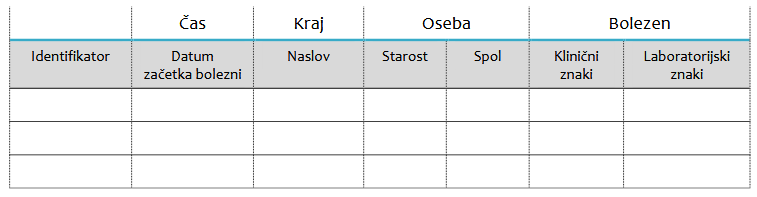 Čas Kraj Oseba Bolezen
Identifikator Datum začetka bolezni Naslov Starost Spol Klinični znaki Laboratorijski znaki